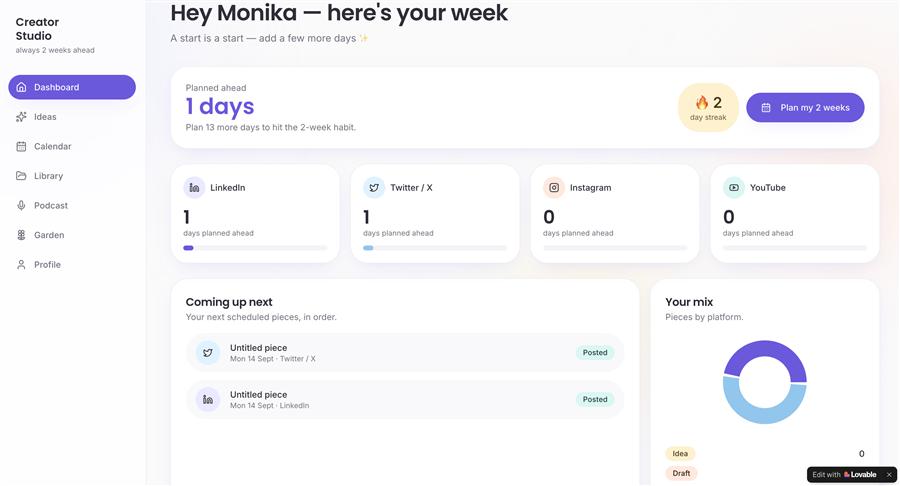 Creator
Studio
always 2 weeks ahead
Dashboard
Ideas
Calendar
Library
Podcast
Garden
Profile
Hey Monika — here's your week
A start is a start — add a few more days ✨
Planned ahead
1 days
Plan 13 more days to hit the 2-week habit.
🔥 2
day streak
Plan my 2 weeks
LinkedIn
1
days planned ahead
Twitter / X
1
days planned ahead
Instagram
0
days planned ahead
YouTube
0
days planned ahead
Coming up next
Your next scheduled pieces, in order.
Untitled piece
Mon 14 Sept · Twitter / X
Posted
Untitled piece
Mon 14 Sept · LinkedIn
Posted
Your mix
Pieces by platform.
Idea 0
Draft
Edit with Lovable ×